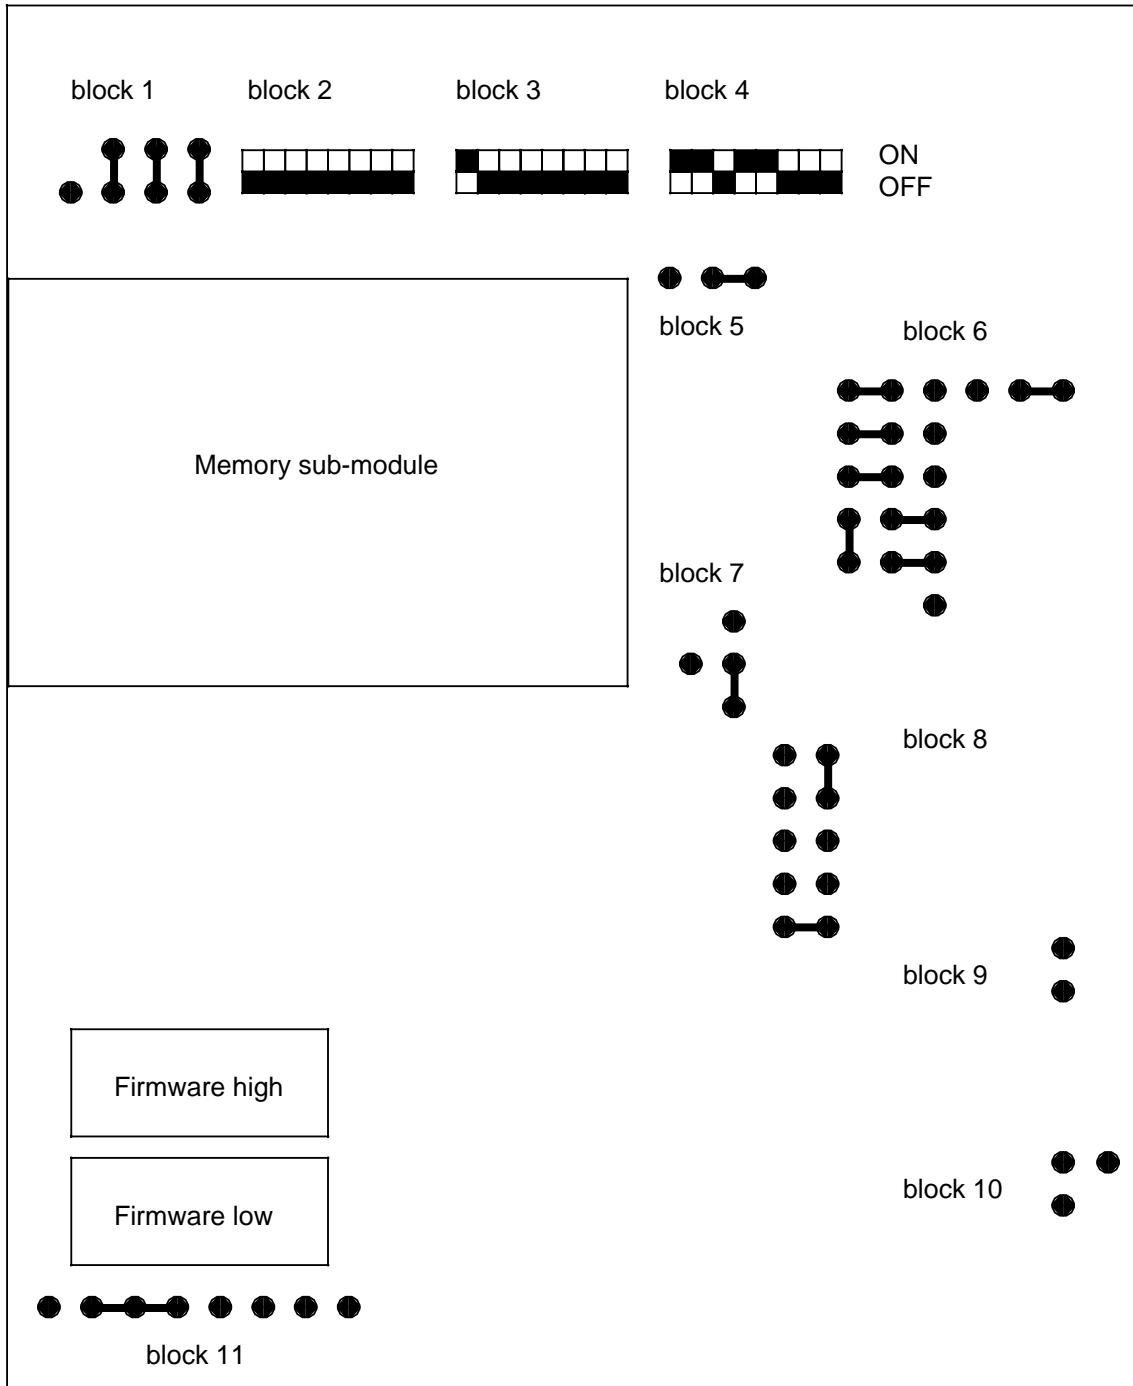 block 1
block 2
block 3
block 4
ON
OFF
block 5
block 6
Memory sub-module
block 7
block 8
block 9
Firmware high
block 10
Firmware low
block 11